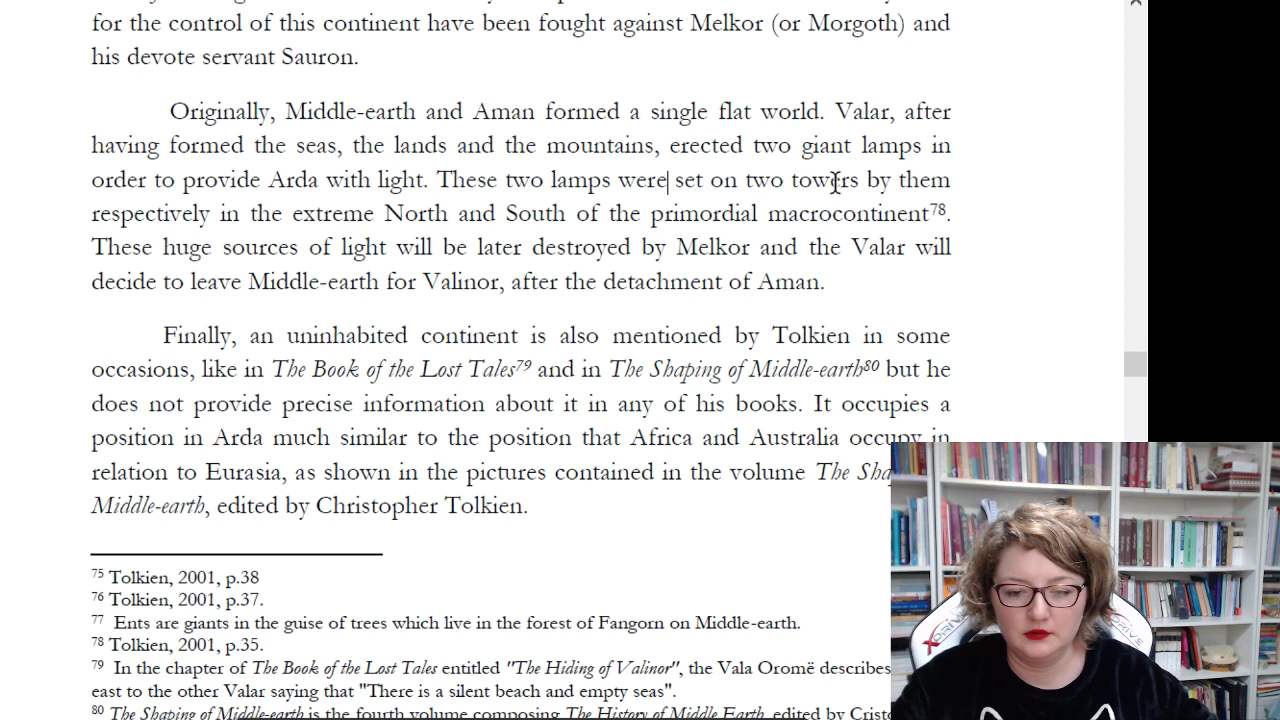 for the control of this continent have been fought against Melkor (or Morgoth) and
his devote servant Sauron.
Originally, Middle-earth and Aman formed a single flat world. Valar, after
having formed the seas, the lands and the mountains, erected two giant lamps in
order to provide Arda with light. These two lamps were set on two towers by them
respectively in the extreme North and South of the primordial macrocontinent78.
These huge sources of light will be later destroyed by Melkor and the Valar will
decide to leave Middle-earth for Valinor, after the detachment of Aman.
Finally, an uninhabited continent is also mentioned by Tolkien in some
occasions, like in The Book of the Lost Tales79 and in The Shaping of Middle-earth80 but he
does not provide precise information about it in any of his books. It occupies a
position in Arda much similar to the position that Africa and Australia occupy in
relation to Eurasia, as shown in the pictures contained in the volume The
Middle-earth, edited by Christopher Tolkien.
75 Tolkien, 2001, p.38
76 Tolkien, 2001, p.37.
77 Ents are giants in the guise of trees which live in the forest of Fangorn on Middle-earth.
78 Tolkien, 2001, p.35.
79 In the chapter of The Book of the Lost Tales entitled "The Hiding of Valinor", the Vala Oromë describes
east to the other Valar saying that "There is a silent beach and empty seas".
80 The Shaping of Middle-earth is the fourth volume composing The History of Middle Earth, edited by